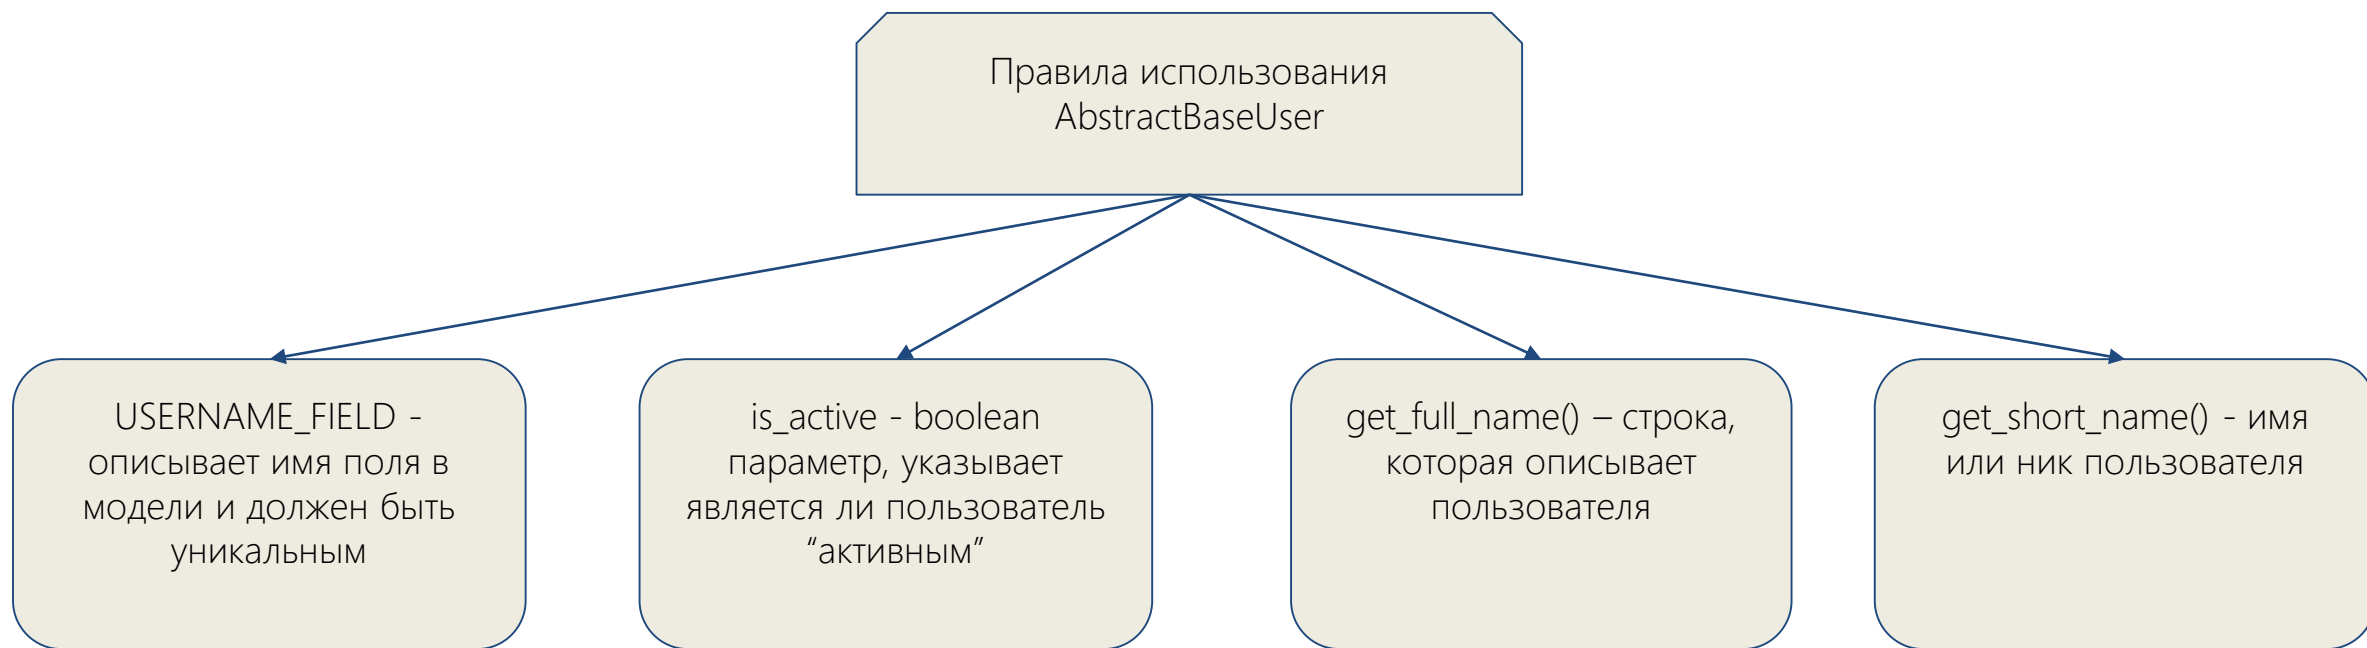 Правила использования
AbstractBaseUser
USERNAME_FIELD -
описывает имя поля в
модели и должен быть
уникальным
is_active - boolean
параметр, указывает
является ли пользователь
“активным”
get_full_name() – строка,
которая описывает
пользователя
get_short_name() - имя
или ник пользователя